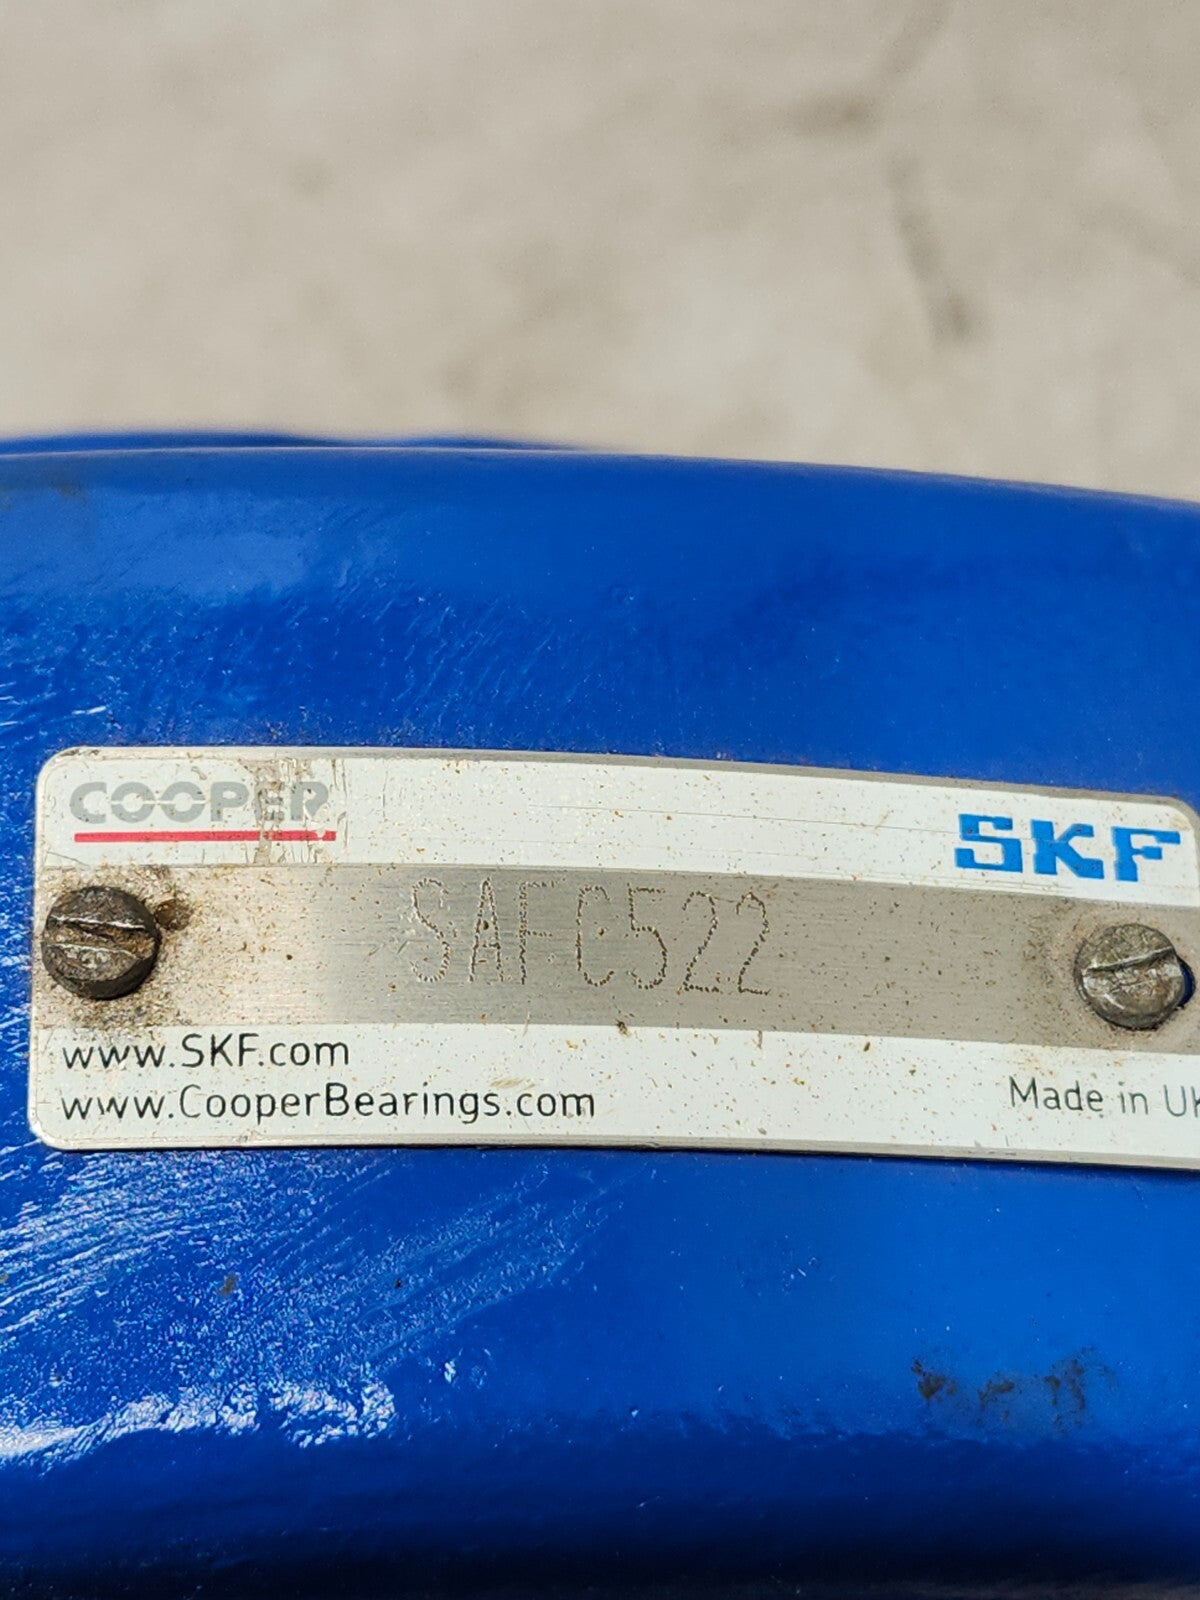 COOPER
SKF
SAFC522
www.SKF.com
www.CooperBearings.com
Made in UK